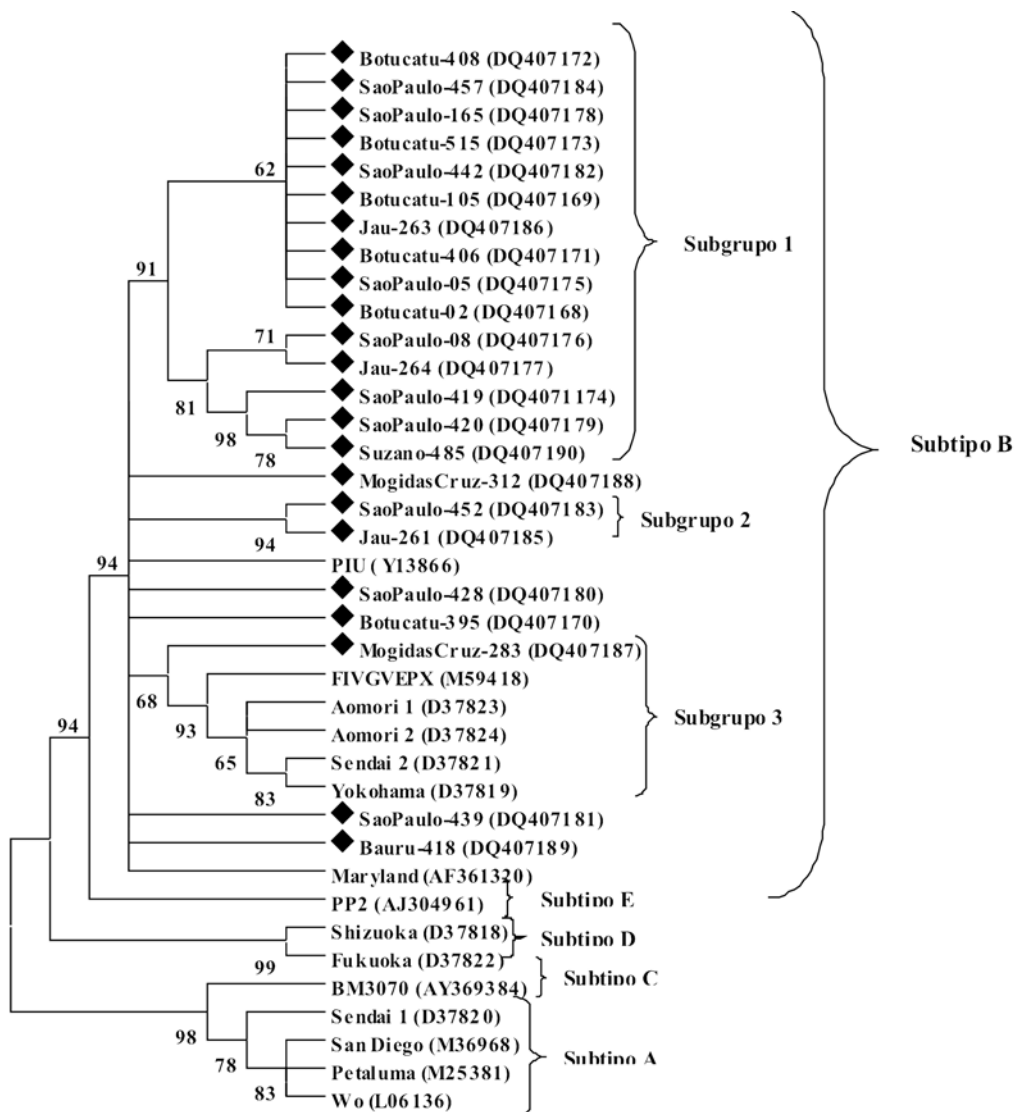 Botucatu-408 (DQ407172)
SaoPaulo-457 (DQ407184)
SaoPaulo-165 (DQ407178)
Botucatu-515 (DQ407173)
62
SaoPaulo-442 (DQ407182)
Botucatu-105 (DQ407169)
Jau-263 (DQ407186)
Subgrupo 1
Botucatu-406 (DQ407171)
91
SaoPaulo-05 (DQ407175)
Botucatu-02 (DQ407168)
71
SaoPaulo-08 (DQ407176)
Jau-264 (DQ407177)
SaoPaulo-419 (DQ4071174)
81
SaoPaulo-420 (DQ407179)
98
Suzano-485 (DQ407190)
Subtipo B
78
MogidasCruz-312 (DQ407188)
SaoPaulo-452 (DQ407183)
Subgrupo 2
Jau-261 (DQ407185)
94
94
PIU ( Y13866)
SaoPaulo-428 (DQ407180)
Botucatu-395 (DQ407170)
MogidasCruz-283 (DQ407187)
FIVGVEPX (M59418)
68
Aomori 1 (D37823)
Subgrupo 3
93
94
Aomori 2 (D37824)
65
Sendai 2 (D37821)
Yokohama (D37819)
83
SaoPaulo-439 (DQ407181)
Bauru-418 (DQ407189)
Maryland (AF361320)
PP2 (AJ304961)
Subtipo E
Shizuoka (D37818)
Subtipo D
Fukuoka (D37822)
99
Subtipo C
BM3070 (AY369384)
Sendai 1 (D37820)
98
San Diego (M36968)
Subtipo A
78
Petaluma (M25381)
83
Wo (L06136)